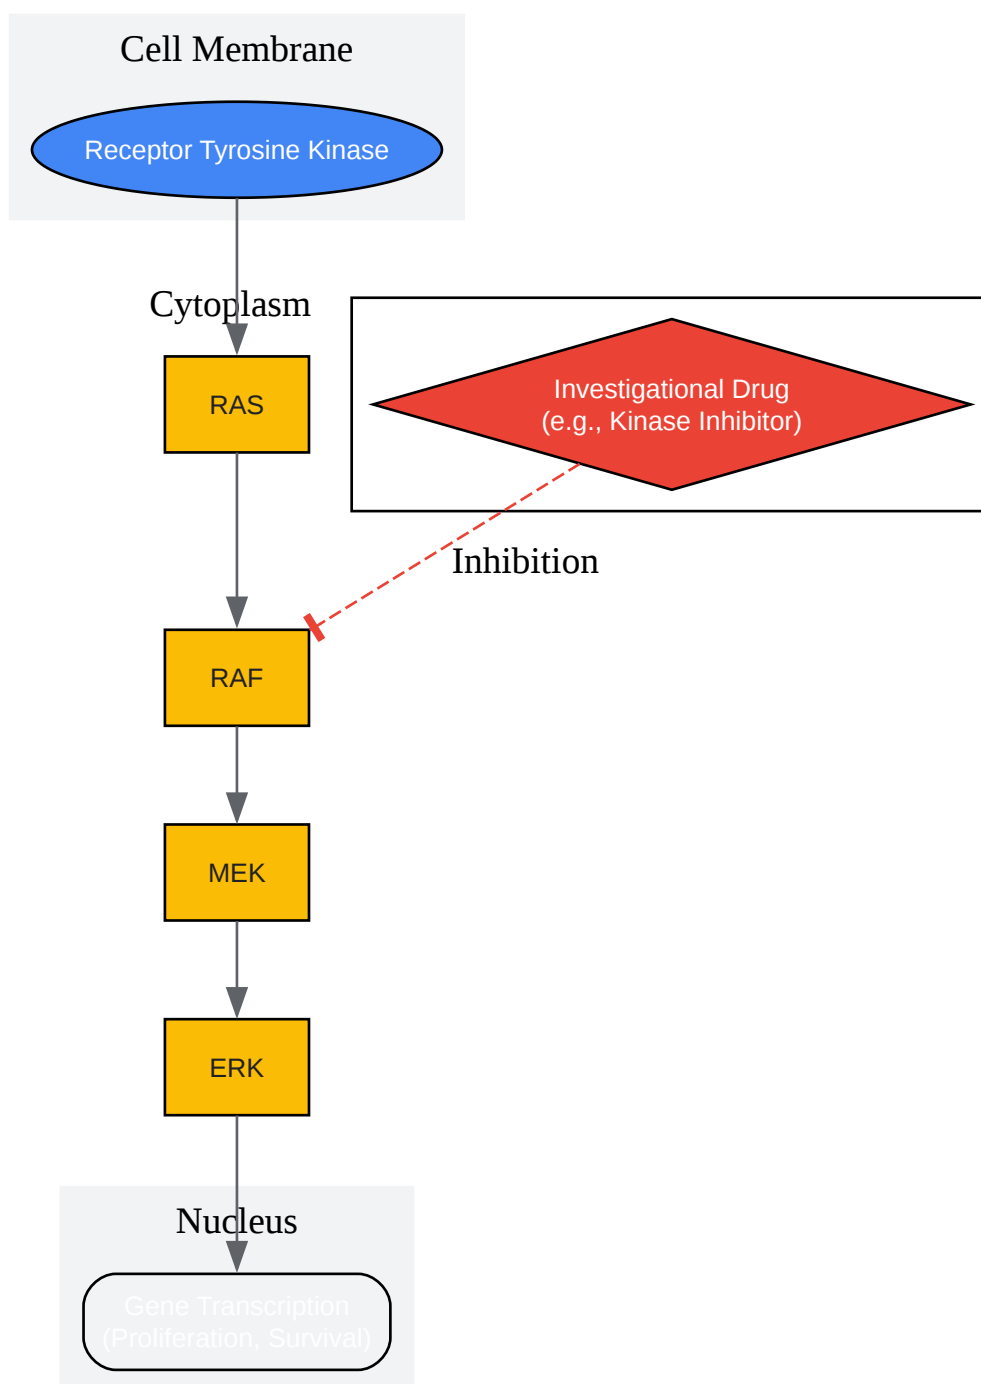 Cell Membrane
Receptor Tyrosine Kinase
Cytoplasm
RAS
Investigational Drug
(e.g., Kinase Inhibitor)
Inhibition
RAF
MEK
ERK
Nucleus
Gene Transcription
(Proliferation, Survival)